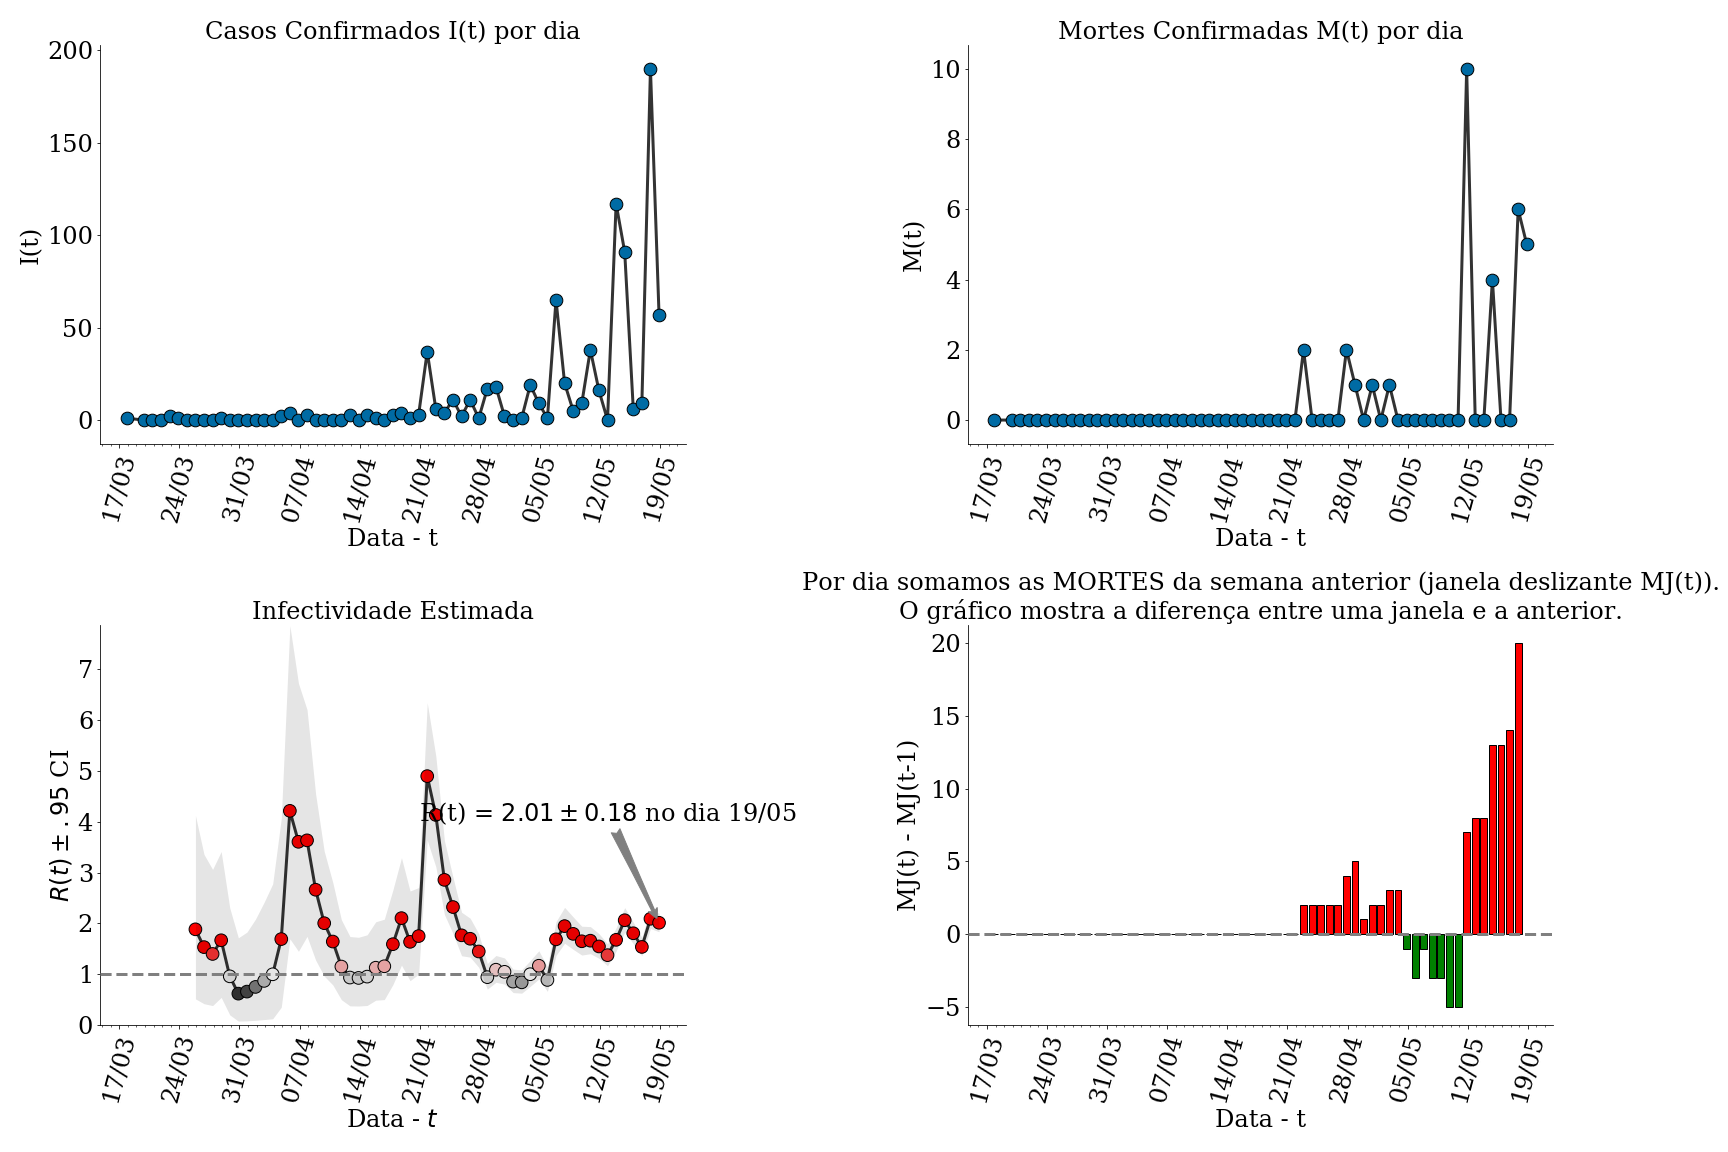 Casos Confirmados I(t) por dia
I(t)
200
150
100
50
0
17/03 24/03 31/03 07/04 14/04 21/04 28/04 05/05 12/05 19/05
Data - t
Mortes Confirmadas M(t) por dia
M(t)
10
8
6
4
2
0
17/03 24/03 31/03 07/04 14/04 21/04 28/04 05/05 12/05 19/05
Data - t
Infectividade Estimada
R(t) ± .95 CI
7
6
5
4
3
2
1
0
R(t) = 2.01 ± 0.18 no dia 19/05
17/03 24/03 31/03 07/04 14/04 21/04 28/04 05/05 12/05 19/05
Data - t
Por dia somamos as MORTES da semana anterior (janela deslizante MJ(t)).
O gráfico mostra a diferença entre uma janela e a anterior.
MJ(t) - MJ(t-1)
20
15
10
5
0
−5
17/03 24/03 31/03 07/04 14/04 21/04 28/04 05/05 12/05 19/05
Data - t